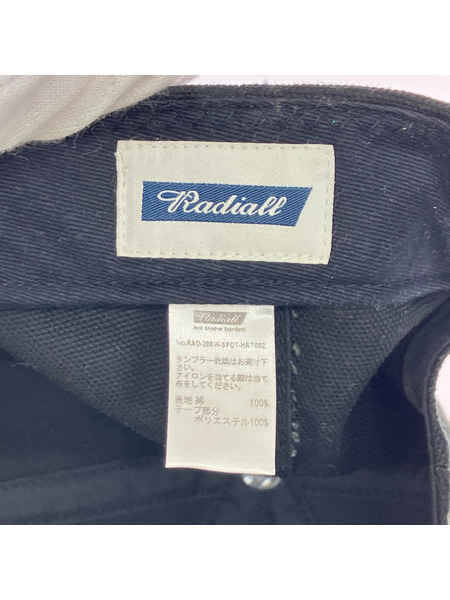 Radiall
Radiall
Just Another Standard
No.RAD-20AW-SPOT-HAT002
タンブラー乾燥はお避け下
さい。
アイロンを当てる際は当て
布をしてください。
表地 綿 100%
テープ部分
ポリエステル100%